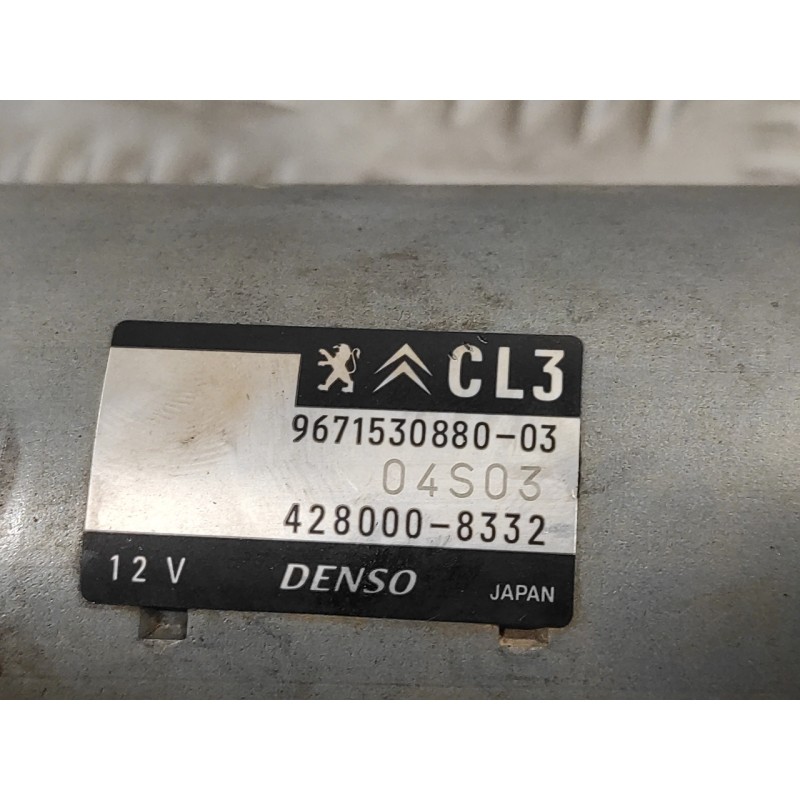 CL3
9671530880-03
04S03
428000-8332
12 V DENSO JAPAN